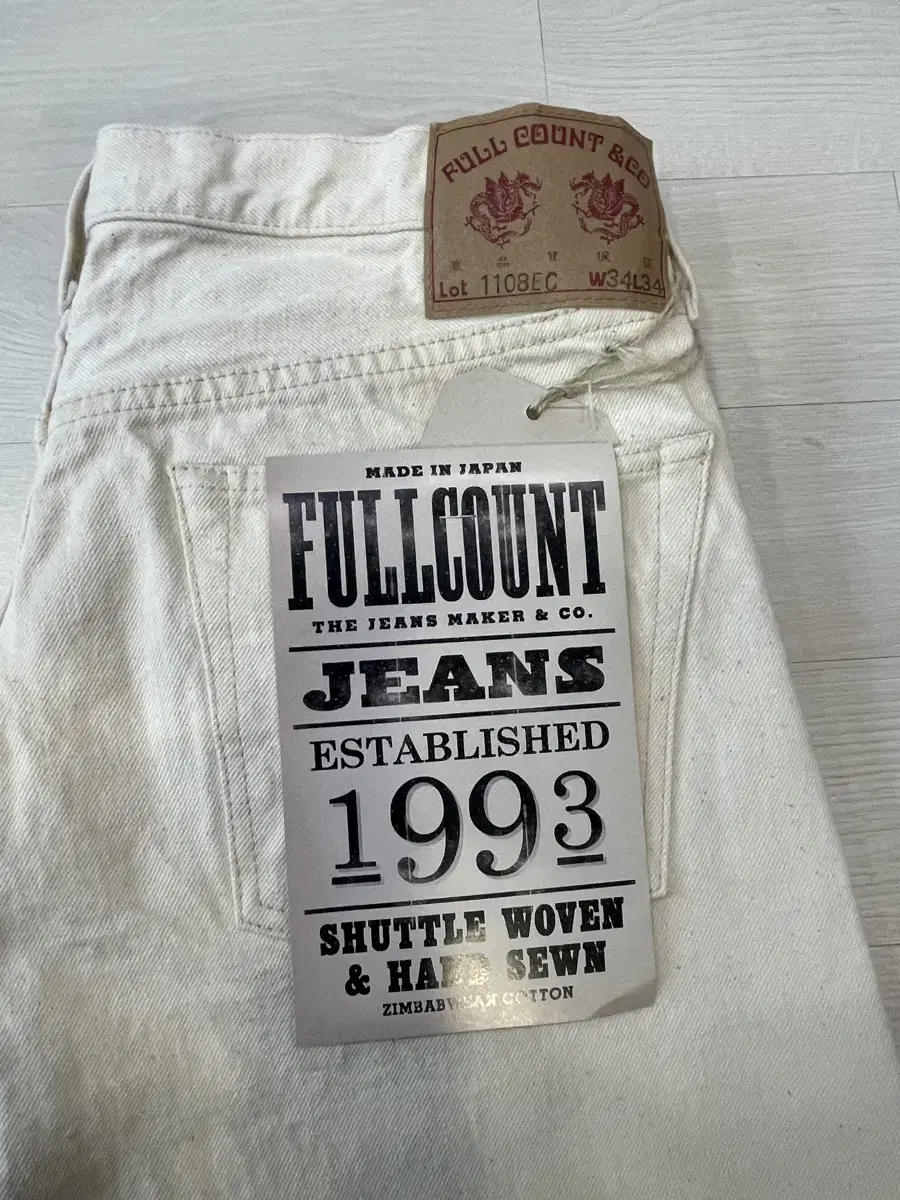 FULL COUNT & CO
Lot 1108EC W34L34
MADE IN JAPAN
FULLCOUNT
THE JEANS MAKER & CO.
JEANS
ESTABLISHED
1993
SHUTTLE WOVEN
& HAND SEWN
ZIMBABWEAN COTTON